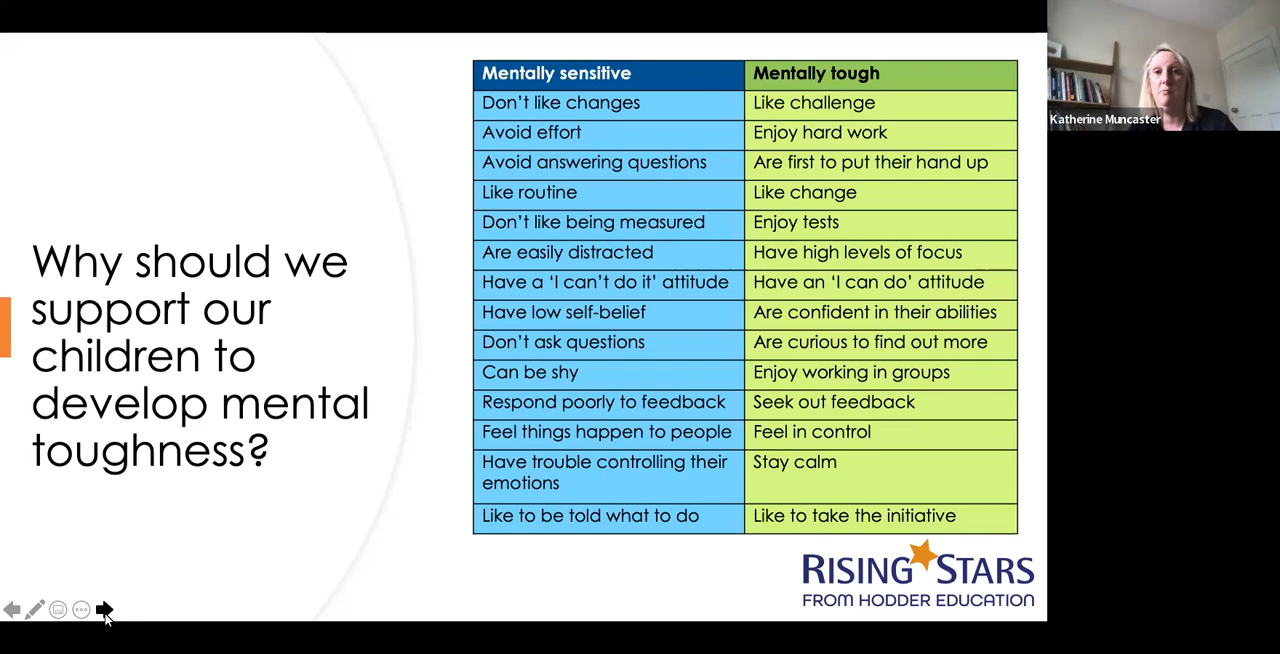 Why should we
support our
children to
develop mental
toughness?
Mentally sensitive Mentally tough
Don't like changes Like challenge
Avoid effort Enjoy hard work
Avoid answering questions Are first to put their hand up
Like routine Like change
Don't like being measured Enjoy tests
Are easily distracted Have high levels of focus
Have a 'I can't do it' attitude Have an 'I can do' attitude
Have low self-belief Are confident in their abilities
Don't ask questions Are curious to find out more
Can be shy Enjoy working in groups
Respond poorly to feedback Seek out feedback
Feel things happen to people Feel in control
Have trouble controlling their Stay calm
emotions
Like to be told what to do Like to take the initiative
RISING STARS
FROM HODDER EDUCATION
Katherine Muncaster